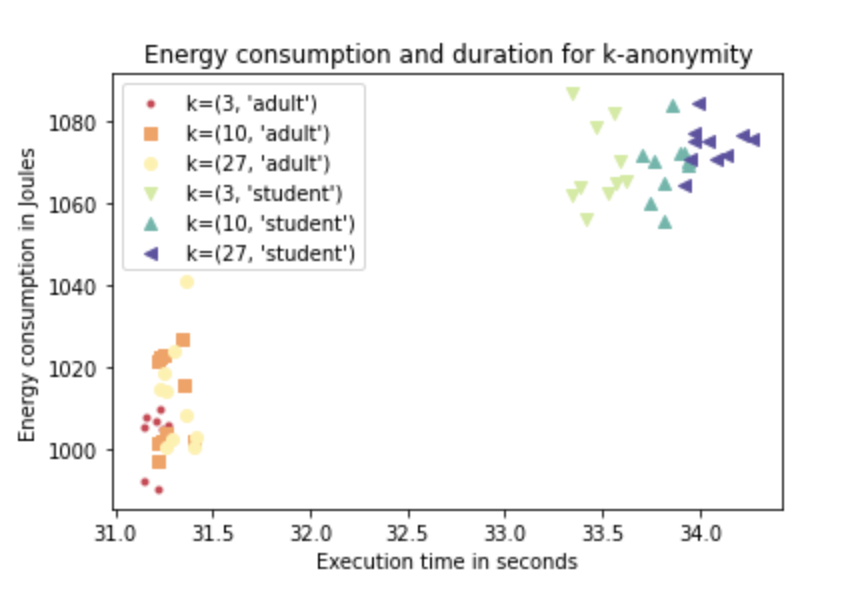 Energy consumption and duration for k-anonymity
k=(3, 'adult')
k=(10, 'adult')
k=(27, 'adult')
k=(3, 'student')
k=(10, 'student')
k=(27, 'student')
Energy consumption in Joules
1080
1060
1040
1020
1000
31.0 31.5 32.0 32.5 33.0 33.5 34.0
Execution time in seconds